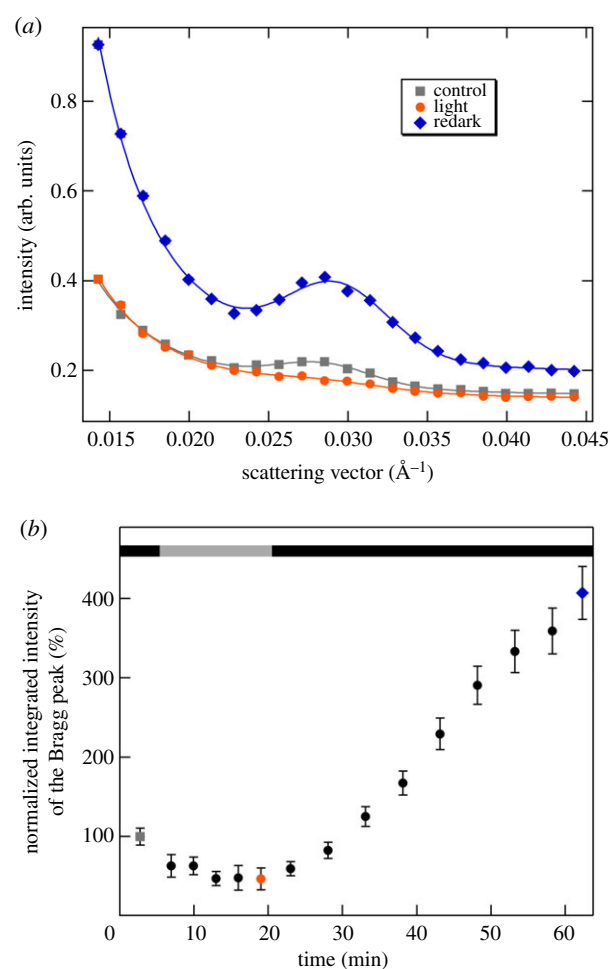 (a)
0.8
0.6
0.4
0.2
intensity (arb. units)
control
light
redark
0.015 0.020 0.025 0.030 0.035 0.040 0.045
scattering vector (Å–1)
(b)
400
300
200
100
normalized integrated intensity
of the Bragg peak (%)
0 10 20 30 40 50 60
time (min)